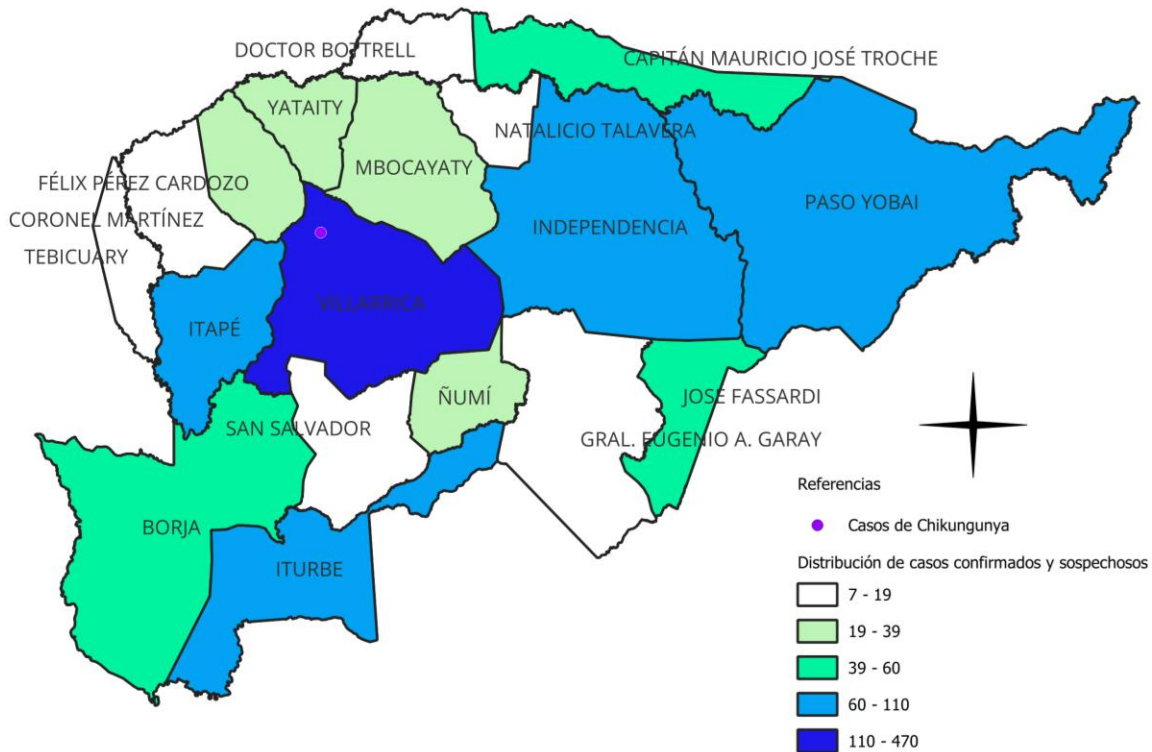 DOCTOR BOTTRELL
CAPITÁN MAURICIO JOSÉ TROCHE
YATAITY
NATALICIO TALAVERA
MBOCAYATY
FÉLIX PÉREZ CARDOZO
PASO YOBAI
CORONEL MARTÍNEZ
INDEPENDENCIA
TEBICUARY
VILLARRICA
ITAPÉ
ÑUMÍ
JOSE FASSARDI
SAN SALVADOR
GRAL. EUGENIO A. GARAY
BORJA
ITURBE
Referencias
Casos de Chikungunya
Distribución de casos confirmados y sospechosos
7 - 19
19 - 39
39 - 60
60 - 110
110 - 470